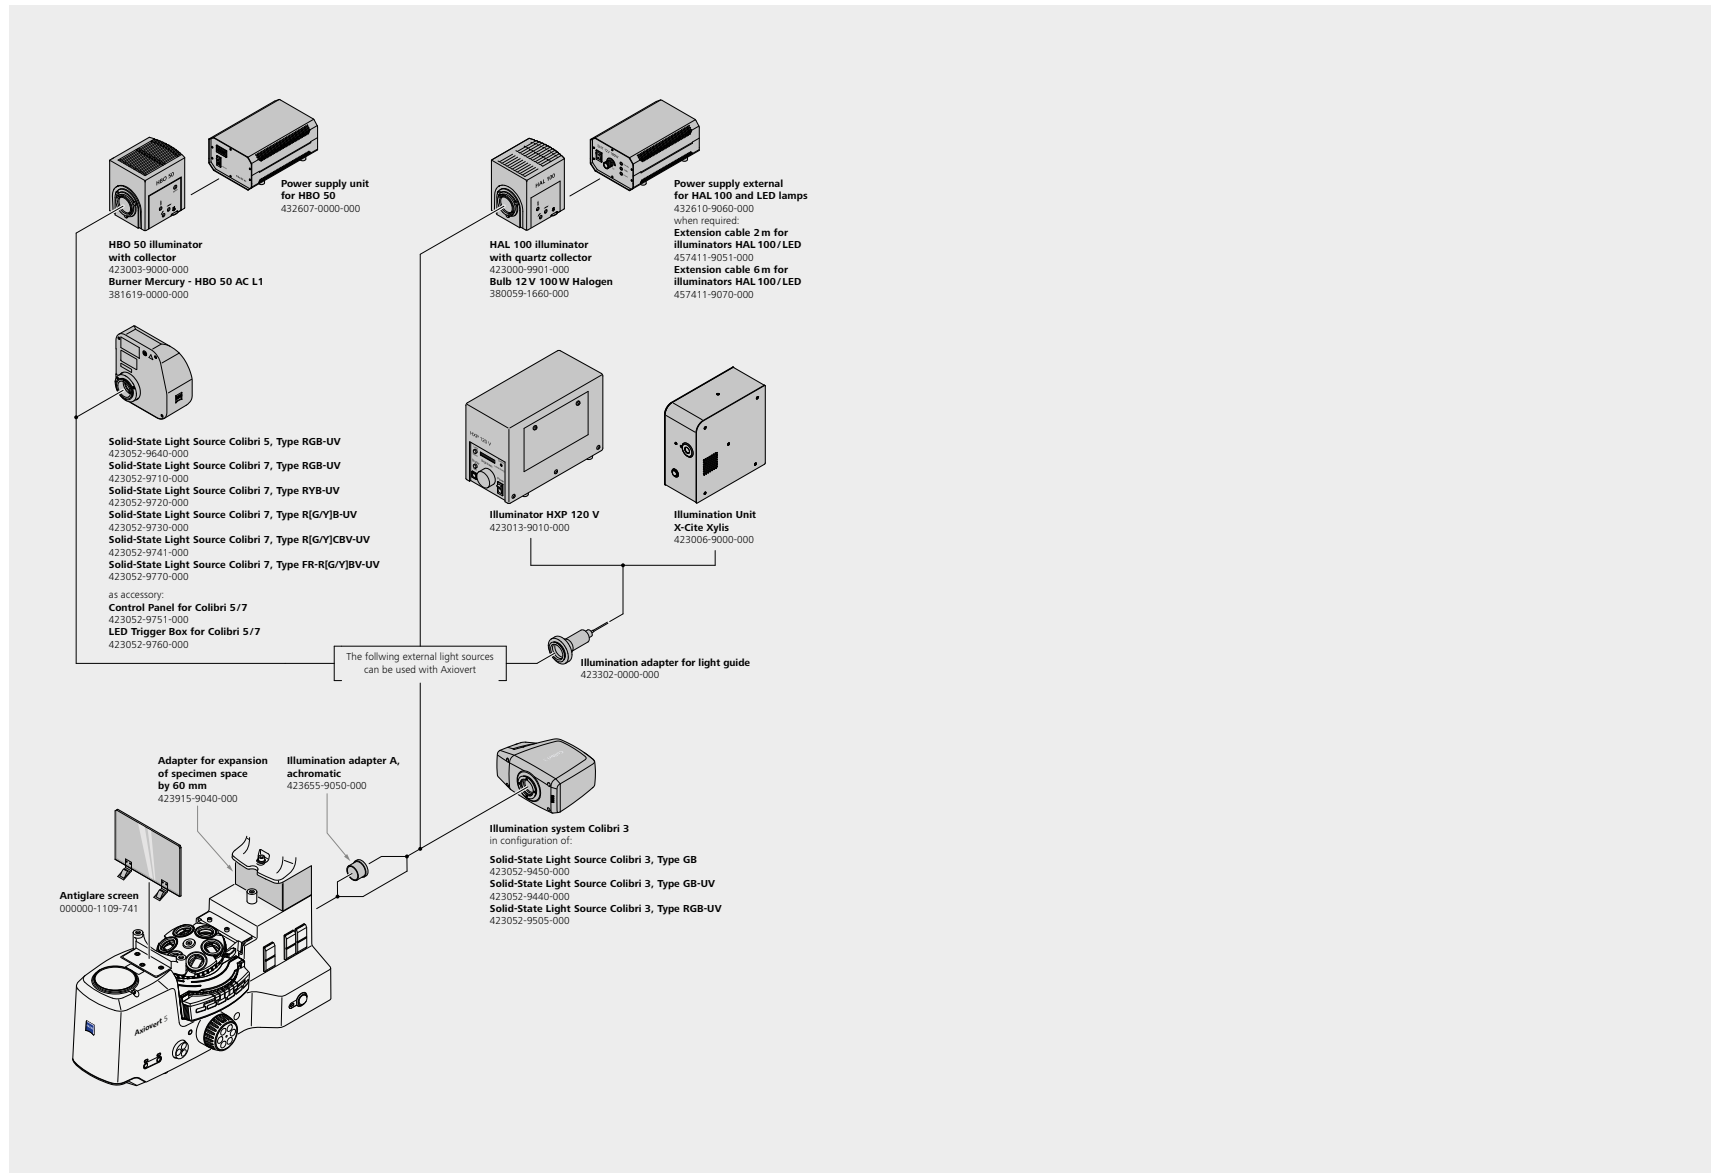 HBO 50
Power supply unit
for HBO 50
432607-0000-000
HBO 50 illuminator
with collector
423003-9000-000
Burner Mercury - HBO 50 AC L1
381619-0000-000
HAL 100
Power supply external
for HAL 100 and LED lamps
432610-9060-000
when required:
Extension cable 2 m for
illuminators HAL 100/LED
457411-9051-000
Extension cable 6 m for
illuminators HAL 100/LED
457411-9070-000
HAL 100 illuminator
with quartz collector
423000-9901-000
Bulb 12 V 100 W Halogen
380059-1660-000
Solid-State Light Source Colibri 5, Type RGB-UV
423052-9640-000
Solid-State Light Source Colibri 7, Type RGB-UV
423052-9710-000
Solid-State Light Source Colibri 7, Type RYB-UV
423052-9720-000
Solid-State Light Source Colibri 7, Type R[G/Y]B-UV
423052-9730-000
Solid-State Light Source Colibri 7, Type R[G/Y]CBV-UV
423052-9741-000
Solid-State Light Source Colibri 7, Type FR-R[G/Y]BV-UV
423052-9770-000
as accessory:
Control Panel for Colibri 5/7
423052-9751-000
LED Trigger Box for Colibri 5/7
423052-9760-000
HXP 120 V
Illuminator HXP 120 V
423013-9010-000
Illumination Unit
X-Cite Xylis
423006-9000-000
The follwing external light sources
can be used with Axiovert
Illumination adapter for light guide
423302-0000-000
Adapter for expansion
of specimen space
by 60 mm
423915-9040-000
Illumination adapter A,
achromatic
423655-9050-000
Illumination system Colibri 3
in configuration of:
Solid-State Light Source Colibri 3, Type GB
423052-9450-000
Solid-State Light Source Colibri 3, Type GB-UV
423052-9440-000
Solid-State Light Source Colibri 3, Type RGB-UV
423052-9505-000
Antiglare screen
000000-1109-741
Axiovert 5